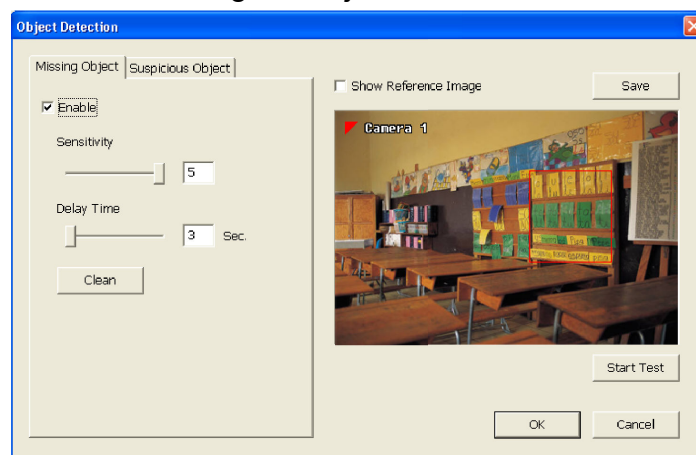 Object Detection
Missing Object
Suspicious Object
Enable
Sensitivity
5
Delay Time
3 Sec.
Clean
Show Reference Image
Save
Camera 1
Start Test
OK
Cancel